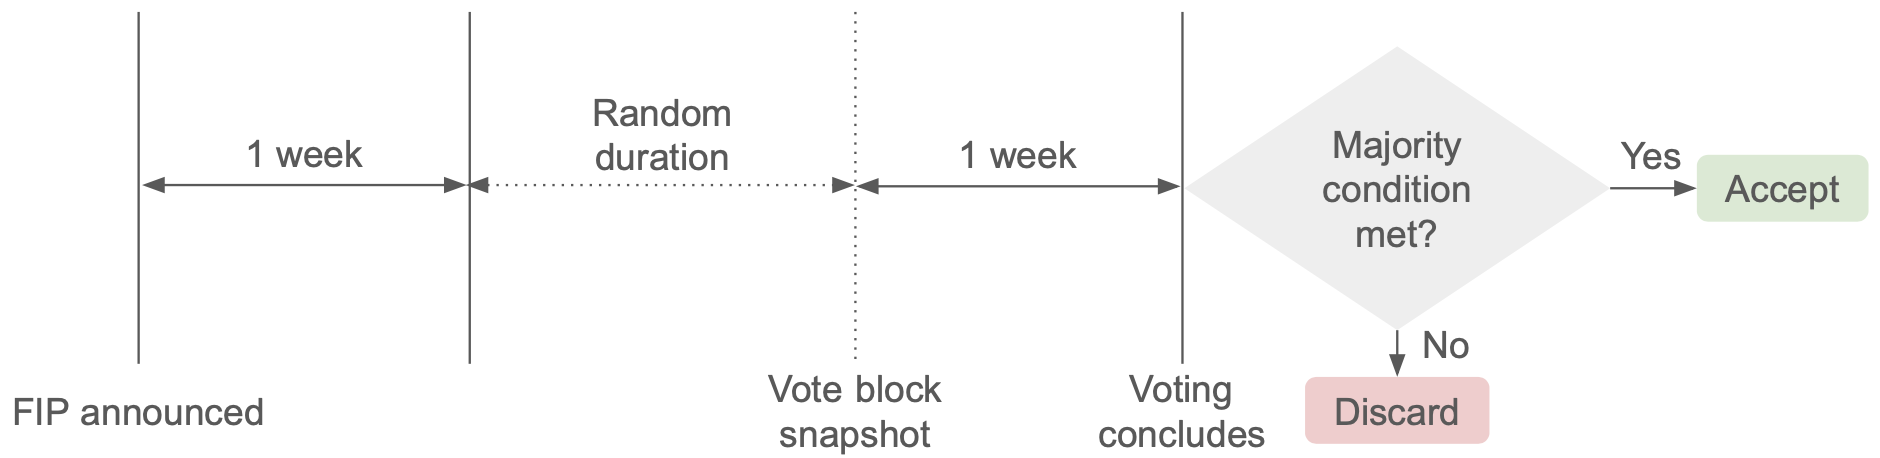 1 week
Random
duration
1 week
Majority
condition
met?
Yes
Accept
No
Discard
FIP announced
Vote block
snapshot
Voting
concludes